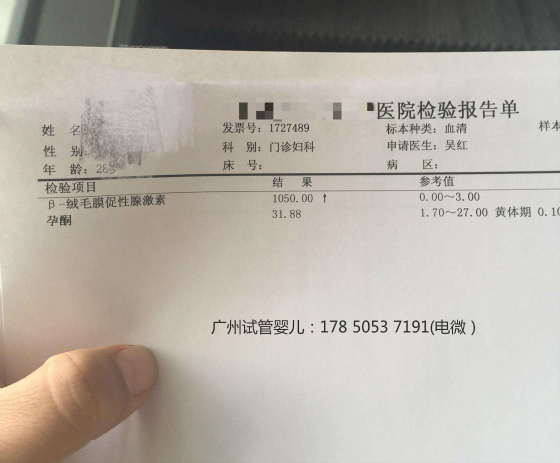 医院检验报告单
姓 名 发票号: 1727489 标本种类: 血清 样本
性 别: 科 别: 门诊妇科 申请医生: 吴红
年 龄: 28 床 号: 病 区:
检验项目 结 果 参考值
β-绒毛膜促性腺激素 1050.00 ↑ 0.00~3.00
孕酮 31.88 1.70~27.00 黄体期 0.10
广州试管婴儿：178 5053 7191(电微）